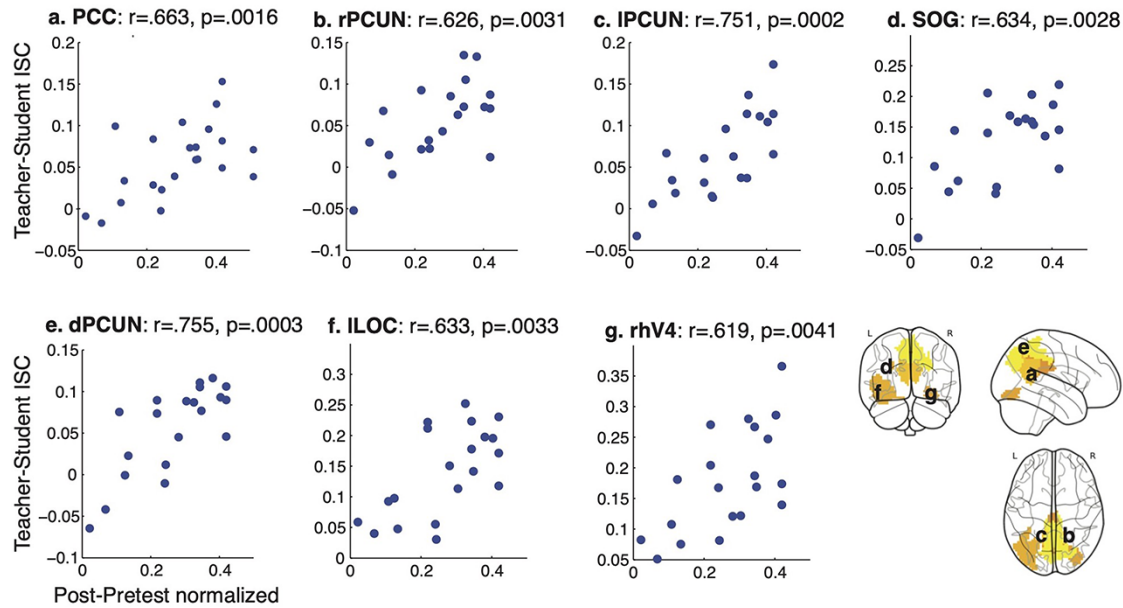 a. PCC: r=.663, p=.0016
b. rPCUN: r=.626, p=.0031
c. lPCUN: r=.751, p=.0002
d. SOG: r=.634, p=.0028
Teacher-Student ISC
0.2
0.15
0.1
0.05
0
−0.05
0 0.2 0.4
0.15
0.1
0.05
0
−0.05
−0.1
0 0.2 0.4
0.2
0.15
0.1
0.05
0
−0.05
0 0.2 0.4
0.25
0.2
0.15
0.1
0.05
0
−0.05
0 0.2 0.4
e. dPCUN: r=.755, p=.0003
f. lLOC: r=.633, p=.0033
g. rhV4: r=.619, p=.0041
Teacher-Student ISC
0.15
0.1
0.05
0
−0.05
−0.1
0 0.2 0.4
Post-Pretest normalized
0.3
0.2
0.15
0.1
0.05
0
0 0.2 0.4
0.35
0.3
0.25
0.2
0.15
0.1
0.05
0 0.2 0.4
L R
d
f g
e
a
L R
c b